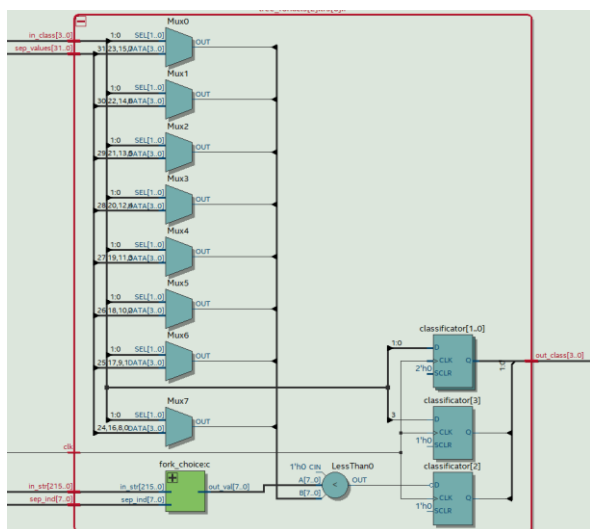 Mux0
in_class[3..0]
1:0 SEL[1..0]
OUT
sep_values[31..0]
31,23,15,7 DATA[3..0]
Mux1
1:0 SEL[1..0]
OUT
30,22,14,6 DATA[3..0]
Mux2
1:0 SEL[1..0]
OUT
29,21,13,5 DATA[3..0]
Mux3
1:0 SEL[1..0]
OUT
28,20,12,4 DATA[3..0]
Mux4
1:0 SEL[1..0]
OUT
27,19,11,3 DATA[3..0]
Mux5
1:0 SEL[1..0]
OUT
26,18,10,2 DATA[3..0]
Mux6
1:0 SEL[1..0]
OUT
25,17,9,1 DATA[3..0]
Mux7
1:0 SEL[1..0]
OUT
24,16,8,0 DATA[3..0]
classificator[1..0]
1:0 D
CLK Q
2'h0 SCLR
1:0
out_class[3..0]
classificator[3]
3 D
CLK Q
1'h0 SCLR
clk
fork_choice:c
in_str[215..0] in_str[215..0] out_val[7..0]
sep_ind[7..0] sep_ind[7..0]
LessThan0
1'h0 CIN
A[7..0] < OUT
B[7..0]
classificator[2]
D
CLK Q
1'h0 SCLR